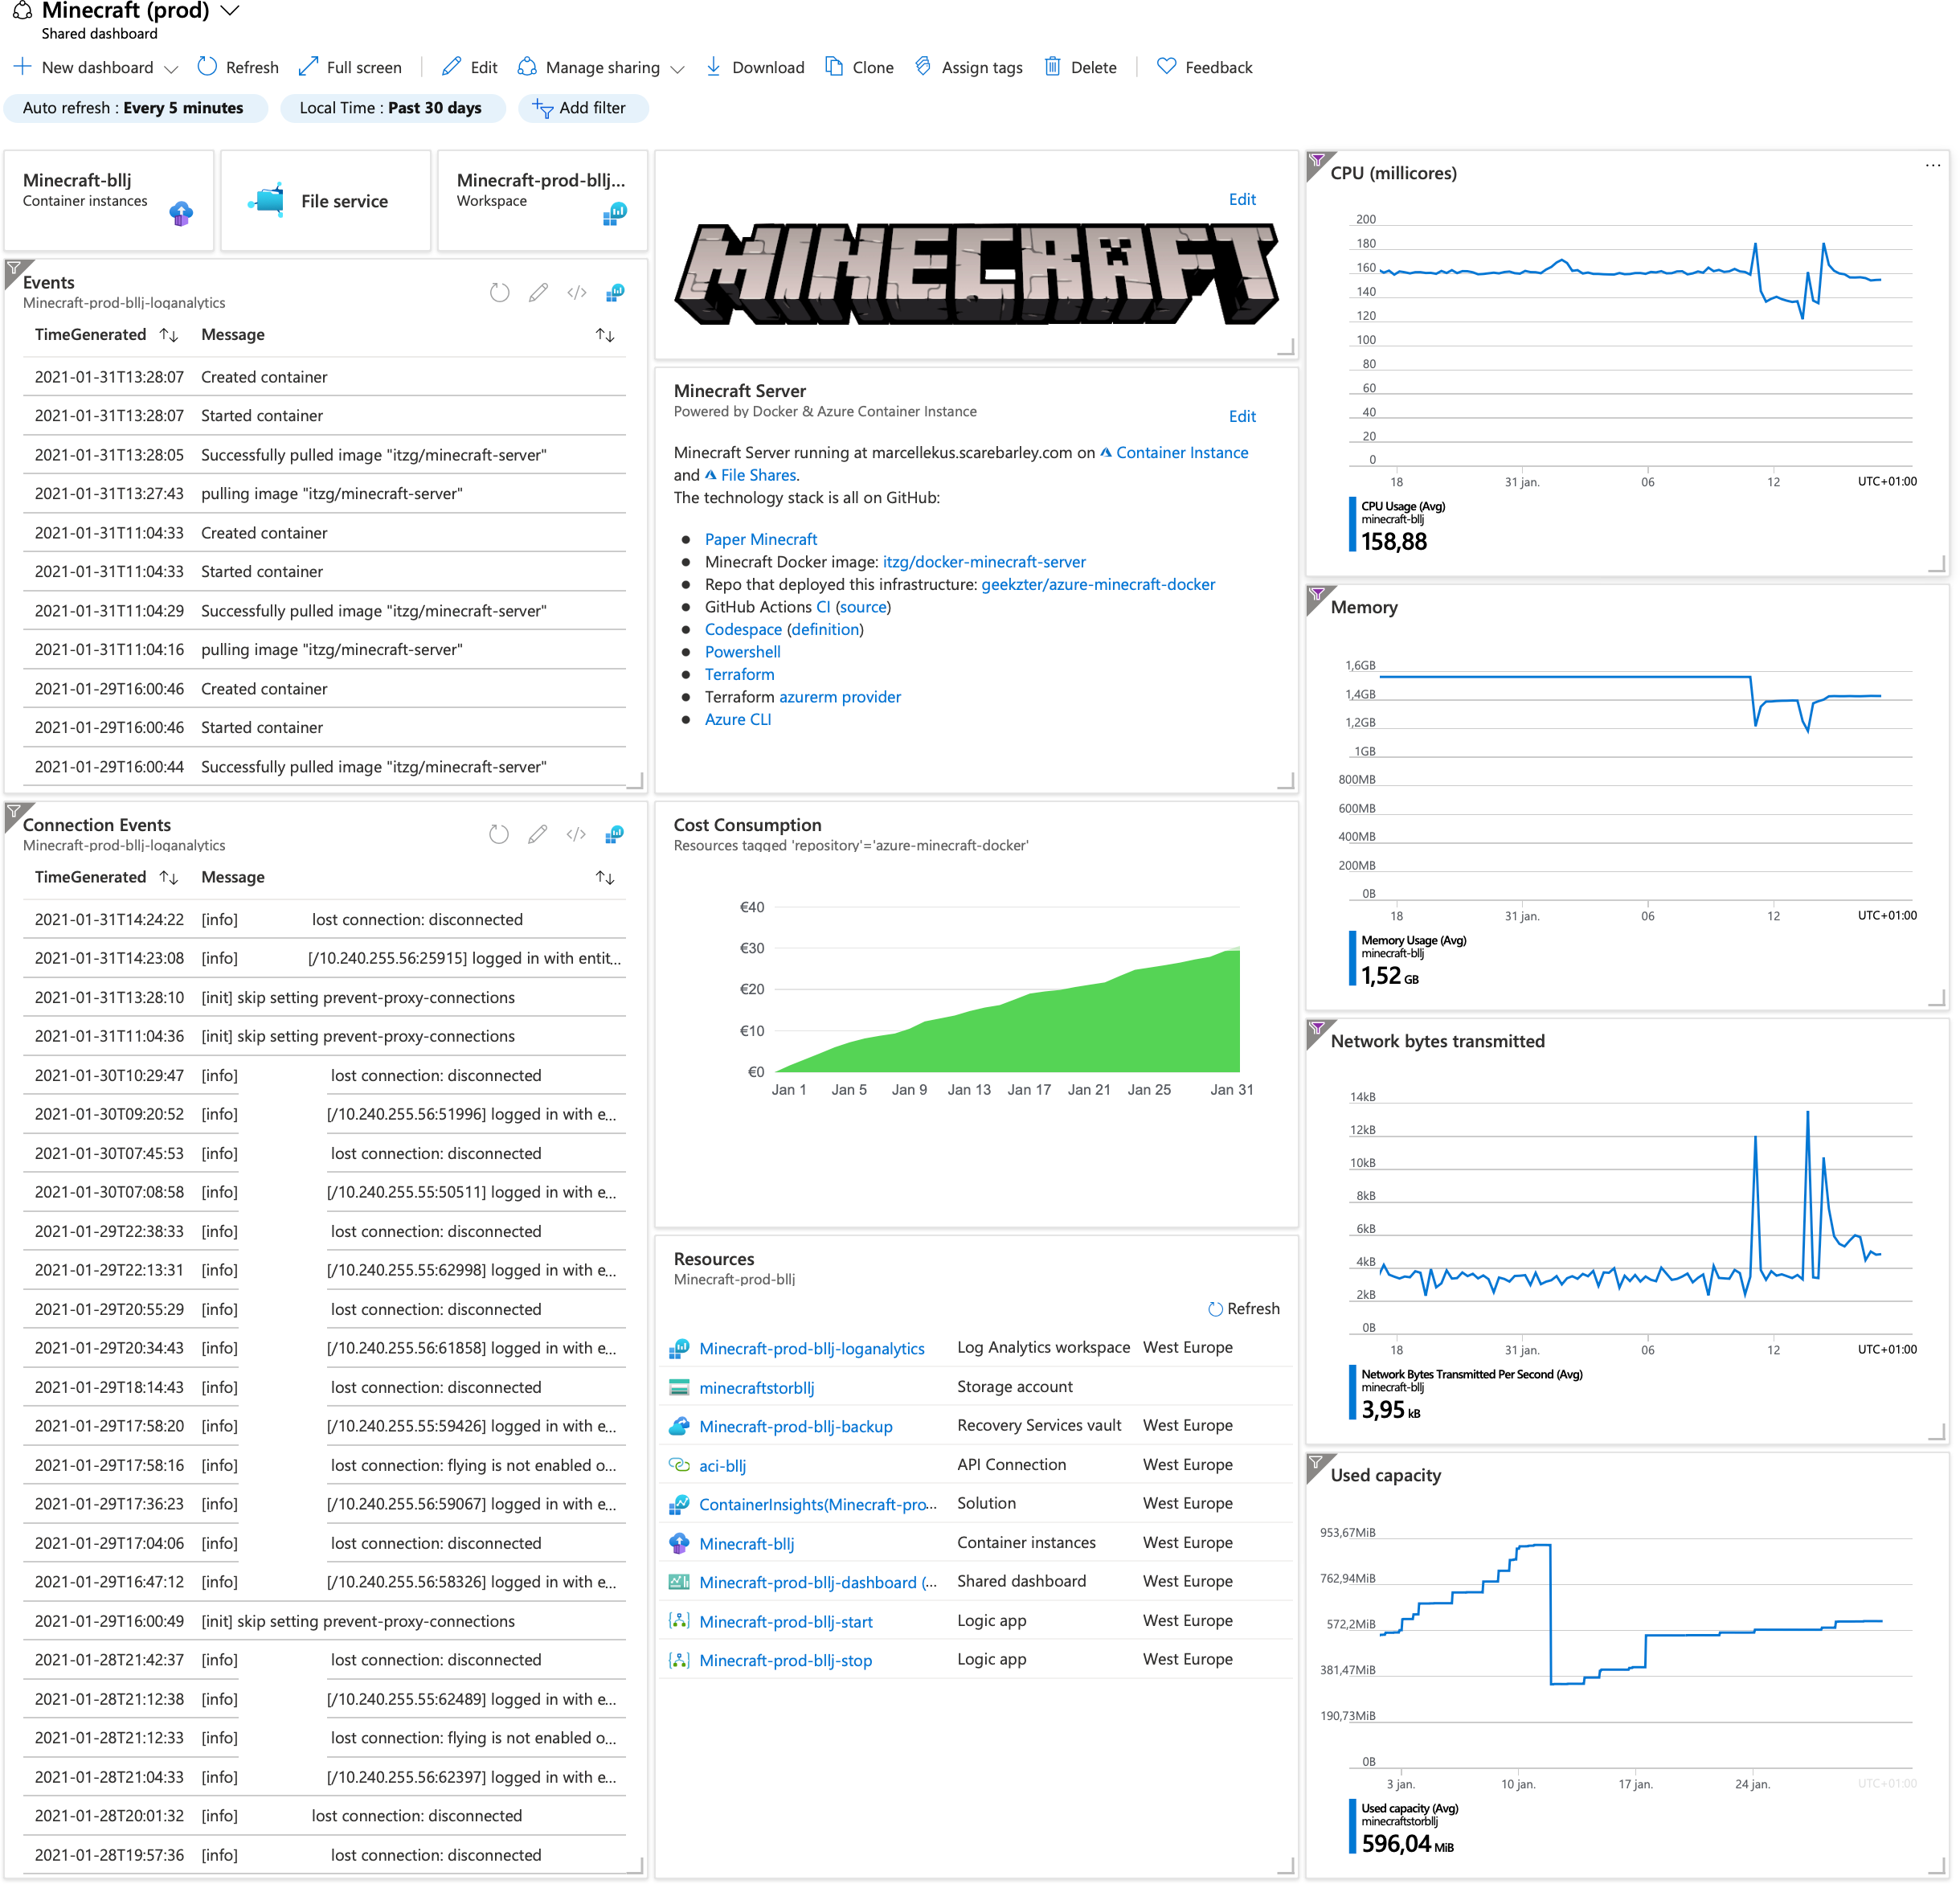 Minecraft (prod)
Shared dashboard
New dashboard Refresh Full screen Edit Manage sharing Download Clone Assign tags Delete Feedback
Auto refresh : Every 5 minutes Local Time : Past 30 days Add filter
Minecraft-bllj
Container instances
File service
Minecraft-prod-bllj...
Workspace
Events
Minecraft-prod-bllj-loganalytics
TimeGenerated Message
2021-01-31T13:28:07 Created container
2021-01-31T13:28:07 Started container
2021-01-31T13:28:05 Successfully pulled image "itzg/minecraft-server"
2021-01-31T13:27:43 pulling image "itzg/minecraft-server"
2021-01-31T11:04:33 Created container
2021-01-31T11:04:33 Started container
2021-01-31T11:04:29 Successfully pulled image "itzg/minecraft-server"
2021-01-31T11:04:16 pulling image "itzg/minecraft-server"
2021-01-29T16:00:46 Created container
2021-01-29T16:00:46 Started container
2021-01-29T16:00:44 Successfully pulled image "itzg/minecraft-server"
Connection Events
Minecraft-prod-bllj-loganalytics
TimeGenerated Message
2021-01-31T14:24:22 [info] lost connection: disconnected
2021-01-31T14:23:08 [info] [/10.240.255.56:25915] logged in with entit...
2021-01-31T13:28:10 [init] skip setting prevent-proxy-connections
2021-01-31T11:04:36 [init] skip setting prevent-proxy-connections
2021-01-30T10:29:47 [info] lost connection: disconnected
2021-01-30T09:20:52 [info] [/10.240.255.56:51996] logged in with e...
2021-01-30T07:45:53 [info] lost connection: disconnected
2021-01-30T07:08:58 [info] [/10.240.255.55:50511] logged in with e...
2021-01-29T22:38:33 [info] lost connection: disconnected
2021-01-29T22:13:31 [info] [/10.240.255.55:62998] logged in with e...
2021-01-29T20:55:29 [info] lost connection: disconnected
2021-01-29T20:34:43 [info] [/10.240.255.56:61858] logged in with e...
2021-01-29T18:14:43 [info] lost connection: disconnected
2021-01-29T17:58:20 [info] [/10.240.255.55:59426] logged in with e...
2021-01-29T17:58:16 [info] lost connection: flying is not enabled o...
2021-01-29T17:36:23 [info] [/10.240.255.56:59067] logged in with e...
2021-01-29T17:04:06 [info] lost connection: disconnected
2021-01-29T16:47:12 [info] [/10.240.255.56:58326] logged in with e...
2021-01-29T16:00:49 [init] skip setting prevent-proxy-connections
2021-01-28T21:42:37 [info] lost connection: disconnected
2021-01-28T21:12:38 [info] [/10.240.255.55:62489] logged in with e...
2021-01-28T21:12:33 [info] lost connection: flying is not enabled o...
2021-01-28T21:04:33 [info] [/10.240.255.56:62397] logged in with e...
2021-01-28T20:01:32 [info] lost connection: disconnected
2021-01-28T19:57:36 [info] lost connection: disconnected
Edit
MINECRAFT
Minecraft Server
Powered by Docker & Azure Container Instance
Edit
Minecraft Server running at marcellekus.scarebarley.com on Container Instance
and File Shares.
The technology stack is all on GitHub:
● Paper Minecraft
● Minecraft Docker image: itzg/docker-minecraft-server
● Repo that deployed this infrastructure: geekzter/azure-minecraft-docker
● GitHub Actions CI (source)
● Codespace (definition)
● Powershell
● Terraform
● Terraform azurerm provider
● Azure CLI
Cost Consumption
Resources tagged 'repository'='azure-minecraft-docker'
€40
€30
€20
€10
€0
Jan 1 Jan 5 Jan 9 Jan 13 Jan 17 Jan 21 Jan 25 Jan 31
Resources
Minecraft-prod-bllj
Refresh
Minecraft-prod-bllj-loganalytics Log Analytics workspace West Europe
minecraftstorbllj Storage account
Minecraft-prod-bllj-backup Recovery Services vault West Europe
aci-bllj API Connection West Europe
ContainerInsights(Minecraft-pro... Solution West Europe
Minecraft-bllj Container instances West Europe
Minecraft-prod-bllj-dashboard (... Shared dashboard West Europe
Minecraft-prod-bllj-start Logic app West Europe
Minecraft-prod-bllj-stop Logic app West Europe
CPU (millicores)
...
200
180
160
140
120
100
80
60
40
20
0
18 31 jan. 06 12 UTC+01:00
CPU Usage (Avg)
minecraft-bllj
158,88
Memory
1,6GB
1,4GB
1,2GB
1GB
800MB
600MB
400MB
200MB
0B
18 31 jan. 06 12 UTC+01:00
Memory Usage (Avg)
minecraft-bllj
1,52 GB
Network bytes transmitted
14kB
12kB
10kB
8kB
6kB
4kB
2kB
0B
18 31 jan. 06 12 UTC+01:00
Network Bytes Transmitted Per Second (Avg)
minecraft-bllj
3,95 kB
Used capacity
953,67MiB
762,94MiB
572,2MiB
381,47MiB
190,73MiB
0B
3 jan. 10 jan. 17 jan. 24 jan. UTC+01:00
Used capacity (Avg)
minecraftstorbllj
596,04 MiB